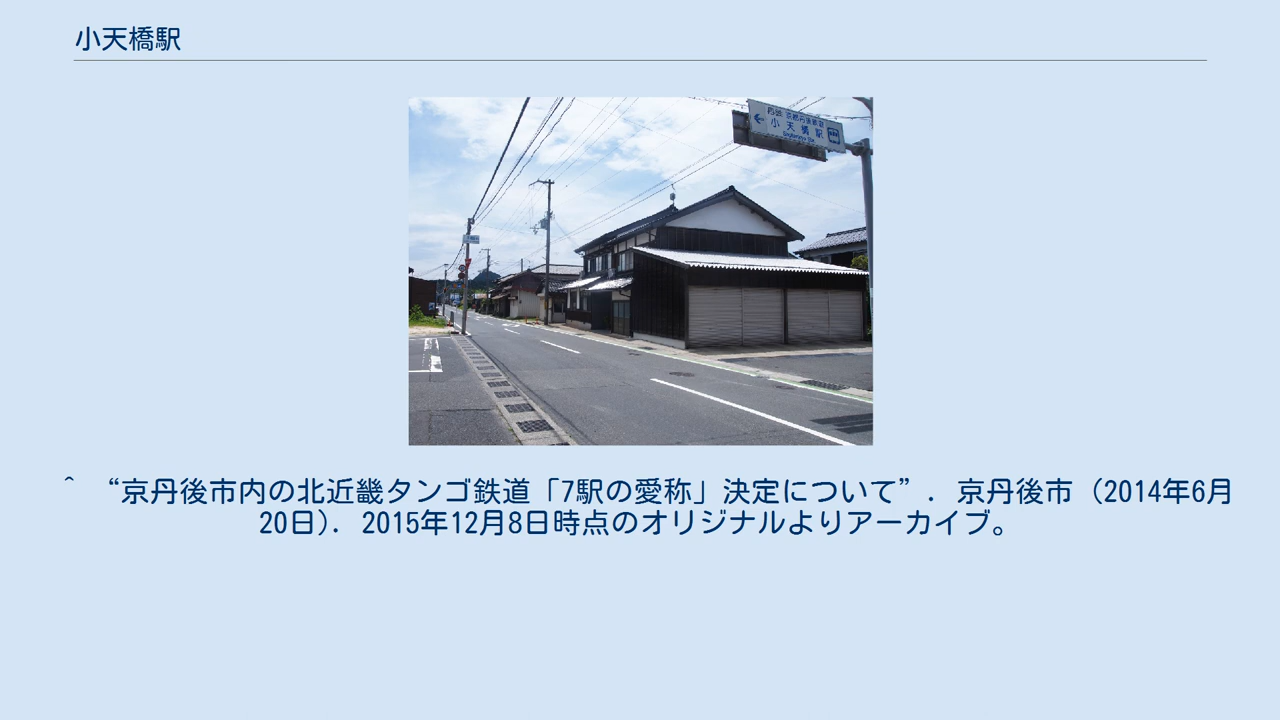 小天橋駅
小天橋駅
^ “京丹後市内の北近畿タンゴ鉄道「7駅の愛称」決定について”. 京丹後市 (2014年6月
20日). 2015年12月8日時点のオリジナルよりアーカイブ。